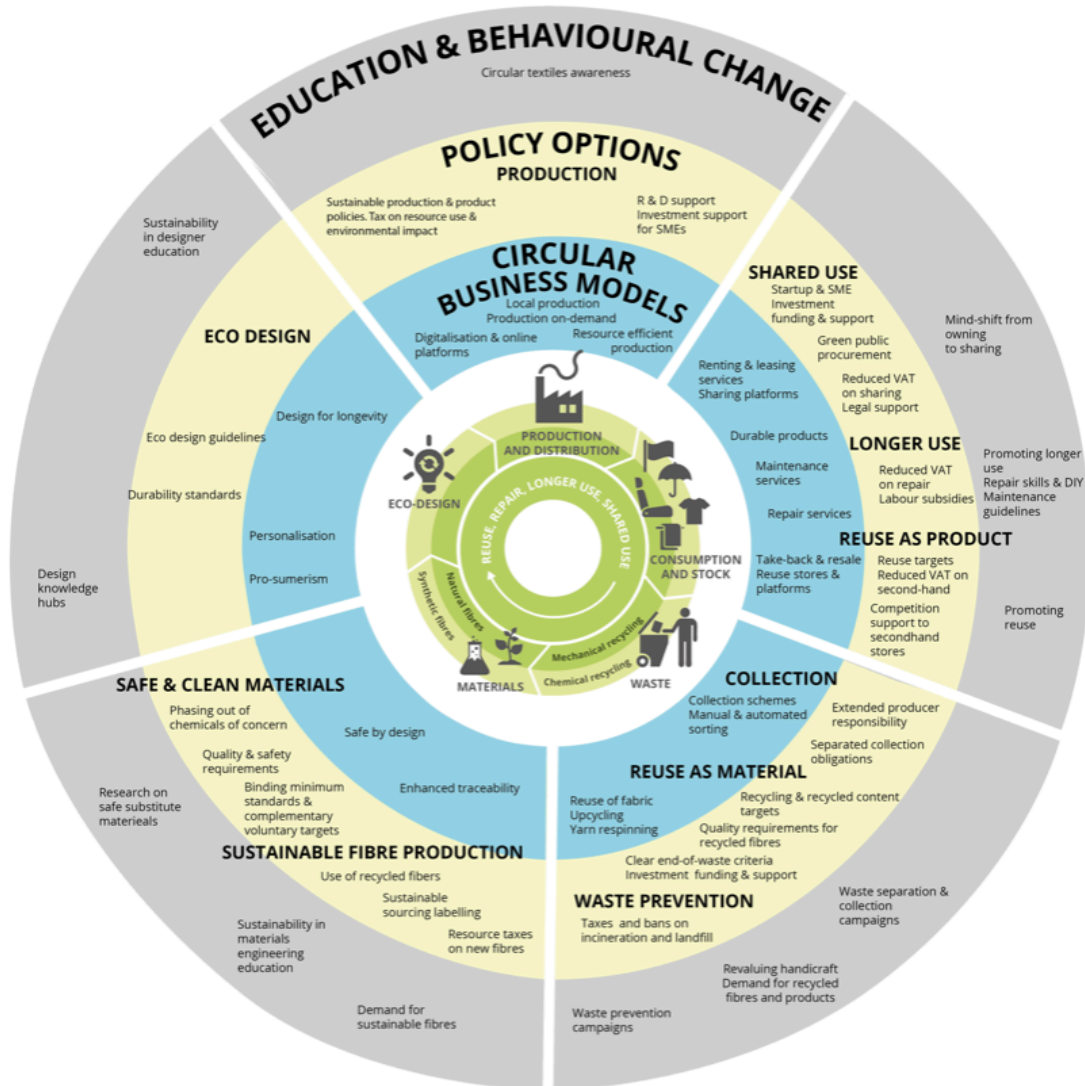 EDUCATION & BEHAVIOURAL CHANGE
Circular textiles awareness
POLICY OPTIONS
PRODUCTION
Sustainable production & product
policies. Tax on resource use &
environmental impact
R & D support
Investment support
for SMEs
CIRCULAR
BUSINESS MODELS
Local production
Production on-demand
Digitalisation & online
platforms
Resource efficient
production
SHARED USE
Startup & SME
Investment
funding & support
Green public
procurement
Reduced VAT
on sharing
Legal support
Mind-shift from
owning
to sharing
Renting & leasing
services
Sharing platforms
Durable products
Maintenance
services
Repair services
LONGER USE
Reduced VAT
on repair
Labour subsidies
Promoting longer
use
Repair skills & DIY
Maintenance
guidelines
REUSE AS PRODUCT
Take-back & resale
Reuse stores &
platforms
Reuse targets
Reduced VAT on
second-hand
Competition
support to
secondhand
stores
Promoting
reuse
COLLECTION
Collection schemes
Manual & automated
sorting
Extended producer
responsibility
Separated collection
obligations
REUSE AS MATERIAL
Reuse of fabric
Upcycling
Yarn respinning
Recycling & recycled content
targets
Quality requirements for
recycled fibres
Clear end-of-waste criteria
Investment funding & support
WASTE PREVENTION
Taxes and bans on
incineration and landfill
Waste separation &
collection
campaigns
Revaluing handicraft
Demand for recycled
fibres and products
Waste prevention
campaigns
SAFE & CLEAN MATERIALS
Phasing out of
chemicals of concern
Quality & safety
requirements
Binding minimum
standards &
complementary
voluntary targets
Safe by design
Enhanced traceability
Research on
safe substitute
materieals
SUSTAINABLE FIBRE PRODUCTION
Use of recycled fibers
Sustainable
sourcing labelling
Resource taxes
on new fibres
Sustainability in
materials
engineering
education
Demand for
sustainable fibres
Sustainability
in designer
education
ECO DESIGN
Design for longevity
Eco design guidelines
Durability standards
Personalisation
Pro-sumerism
Design
knowledge
hubs
PRODUCTION
AND DISTRIBUTION
ECO-DESIGN
REUSE, REPAIR, LONGER USE, SHARED USE
CONSUMPTION
AND STOCK
Synthetic fibres
Natural fibres
Mechanical recycling
Chemical recycling
MATERIALS
WASTE